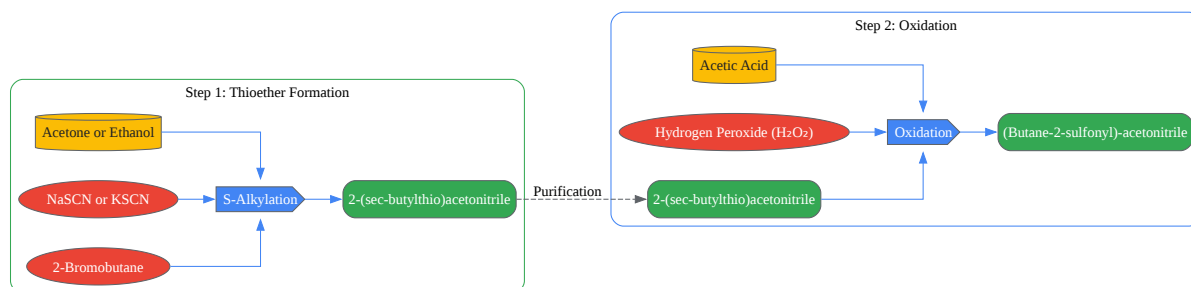 Step 2: Oxidation
Acetic Acid
Step 1: Thioether Formation
Acetone or Ethanol
Hydrogen Peroxide (H₂O₂)
Oxidation
(Butane-2-sulfonyl)-acetonitrile
NaSCN or KSCN
S-Alkylation
2-(sec-butylthio)acetonitrile
Purification
2-(sec-butylthio)acetonitrile
2-Bromobutane